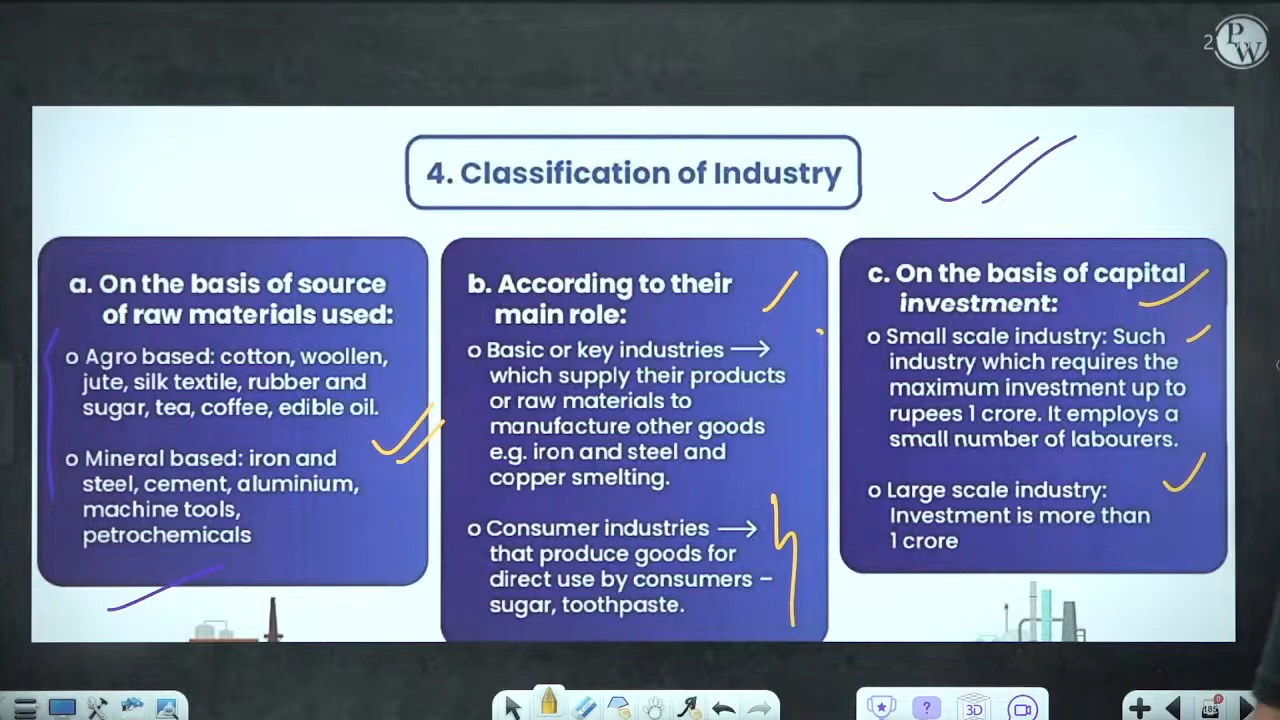 2
PW
4. Classification of Industry
a. On the basis of source
of raw materials used:
o Agro based: cotton, woollen,
jute, silk textile, rubber and
sugar, tea, coffee, edible oil.
o Mineral based: iron and
steel, cement, aluminium,
machine tools,
petrochemicals
b. According to their
main role:
o Basic or key industries →
which supply their products
or raw materials to
manufacture other goods
e.g. iron and steel and
copper smelting.
o Consumer industries →
that produce goods for
direct use by consumers –
sugar, toothpaste.
c. On the basis of capital
investment:
o Small scale industry: Such
industry which requires the
maximum investment up to
rupees 1 crore. It employs a
small number of labourers.
o Large scale industry:
Investment is more than
1 crore
?
3D
185